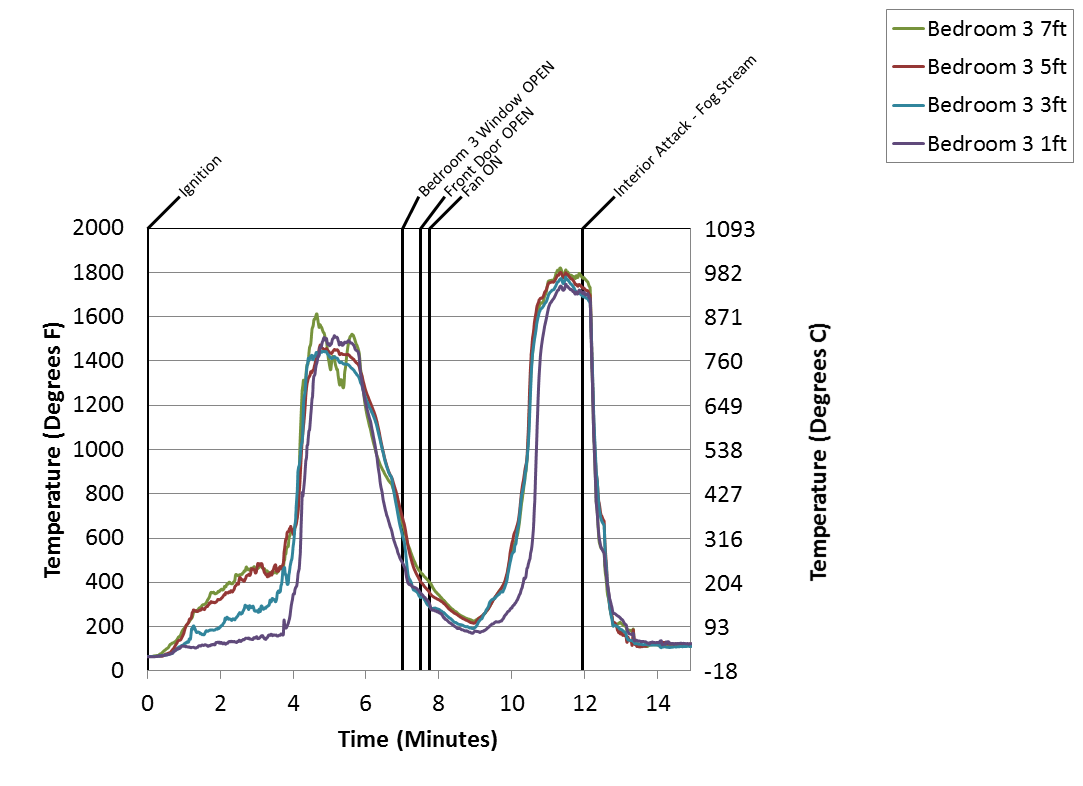 Bedroom 3 7ft
Bedroom 3 5ft
Bedroom 3 3ft
Bedroom 3 1ft
Ignition
Bedroom 3 Window OPEN
Front Door OPEN
Fan ON
Interior Attack - Fog Stream
Temperature (Degrees F)
2000
1800
1600
1400
1200
1000
800
600
400
200
0
1093
982
871
760
649
538
427
316
204
93
-18
Temperature (Degrees C)
0 2 4 6 8 10 12 14
Time (Minutes)